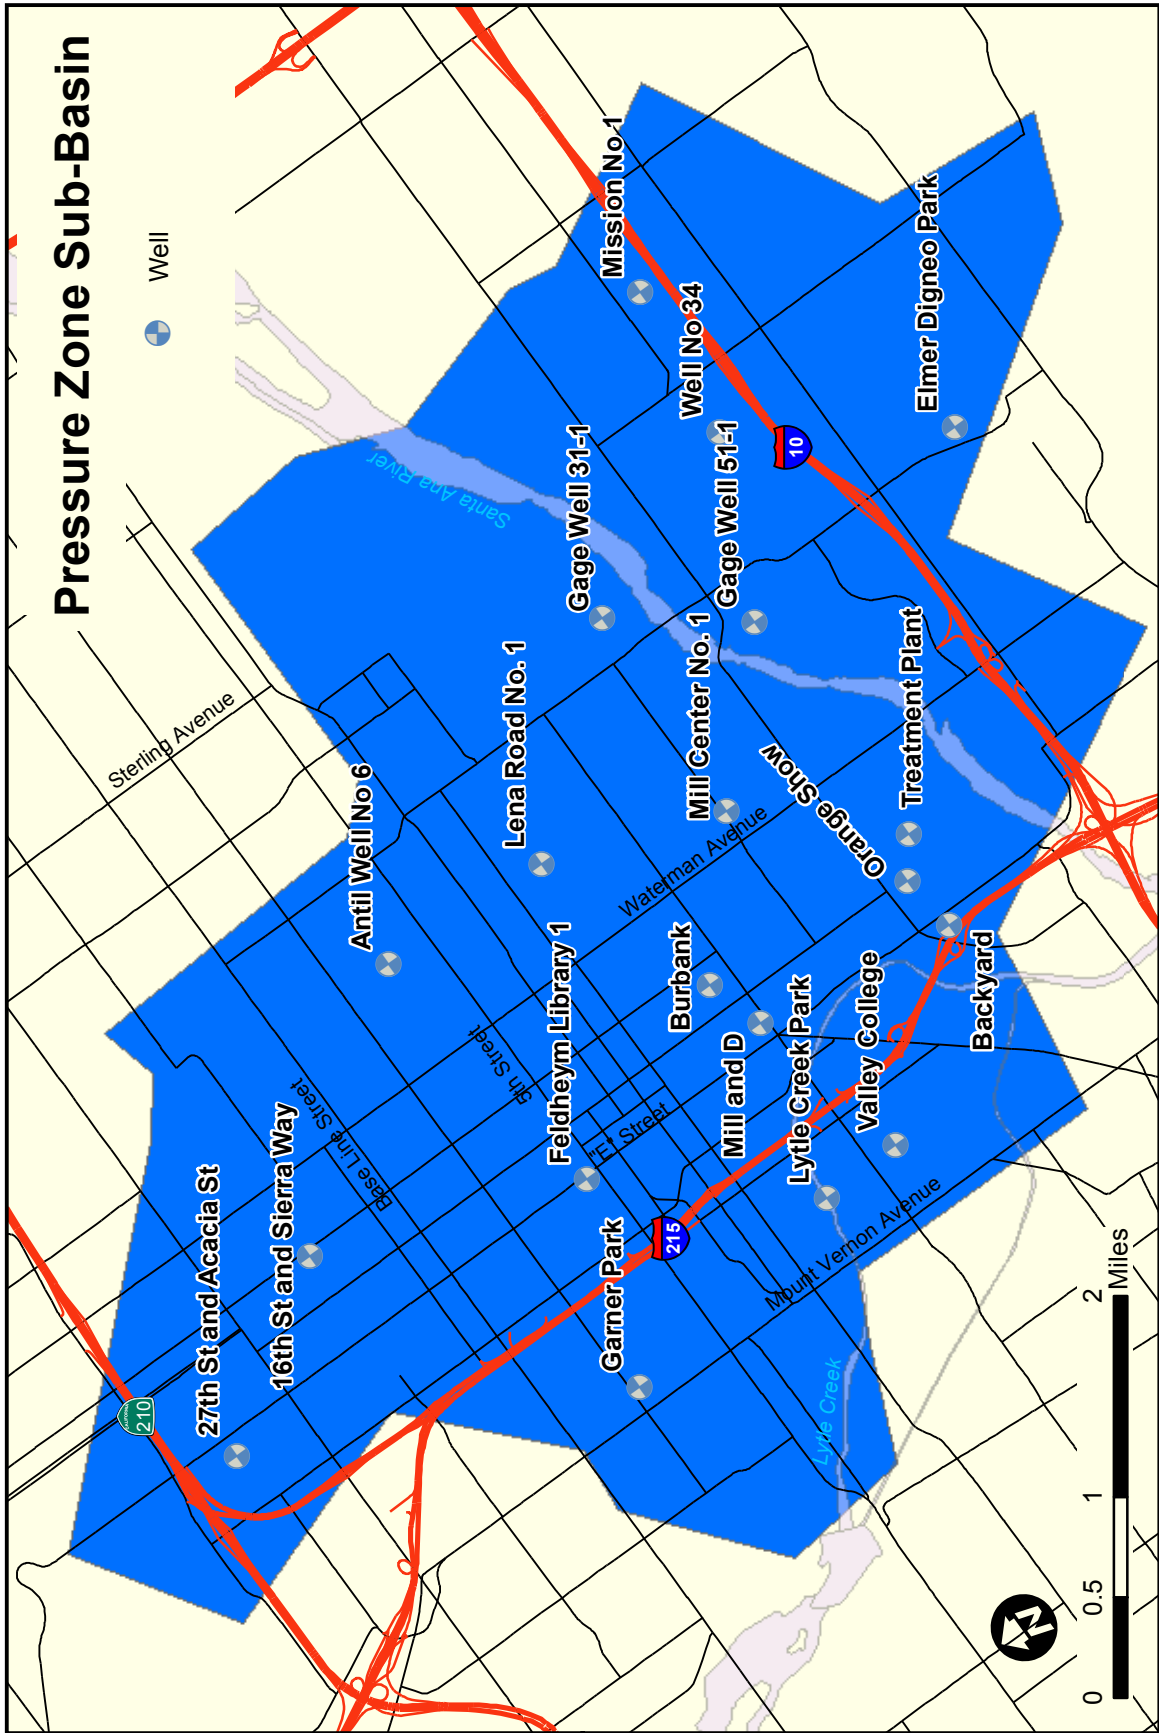 Pressure Zone Sub-Basin
Well
Sterling Avenue
Santa Ana River
Mission No 1
Well No 34
10
Elmer Digneo Park
Gage Well 31-1
Gage Well 51-1
Antil Well No 6
Lena Road No. 1
Mill Center No. 1
Treatment Plant
Orange Show
Waterman Avenue
27th St and Acacia St
16th St and Sierra Way
Base Line Street
5th Street
Feldheym Library 1
"E" Street
Burbank
Mill and D
Lytle Creek Park
Valley College
Backyard
210
Garner Park
215
Mount Vernon Avenue
Lytle Creek
N
0 0.5 1 2
Miles